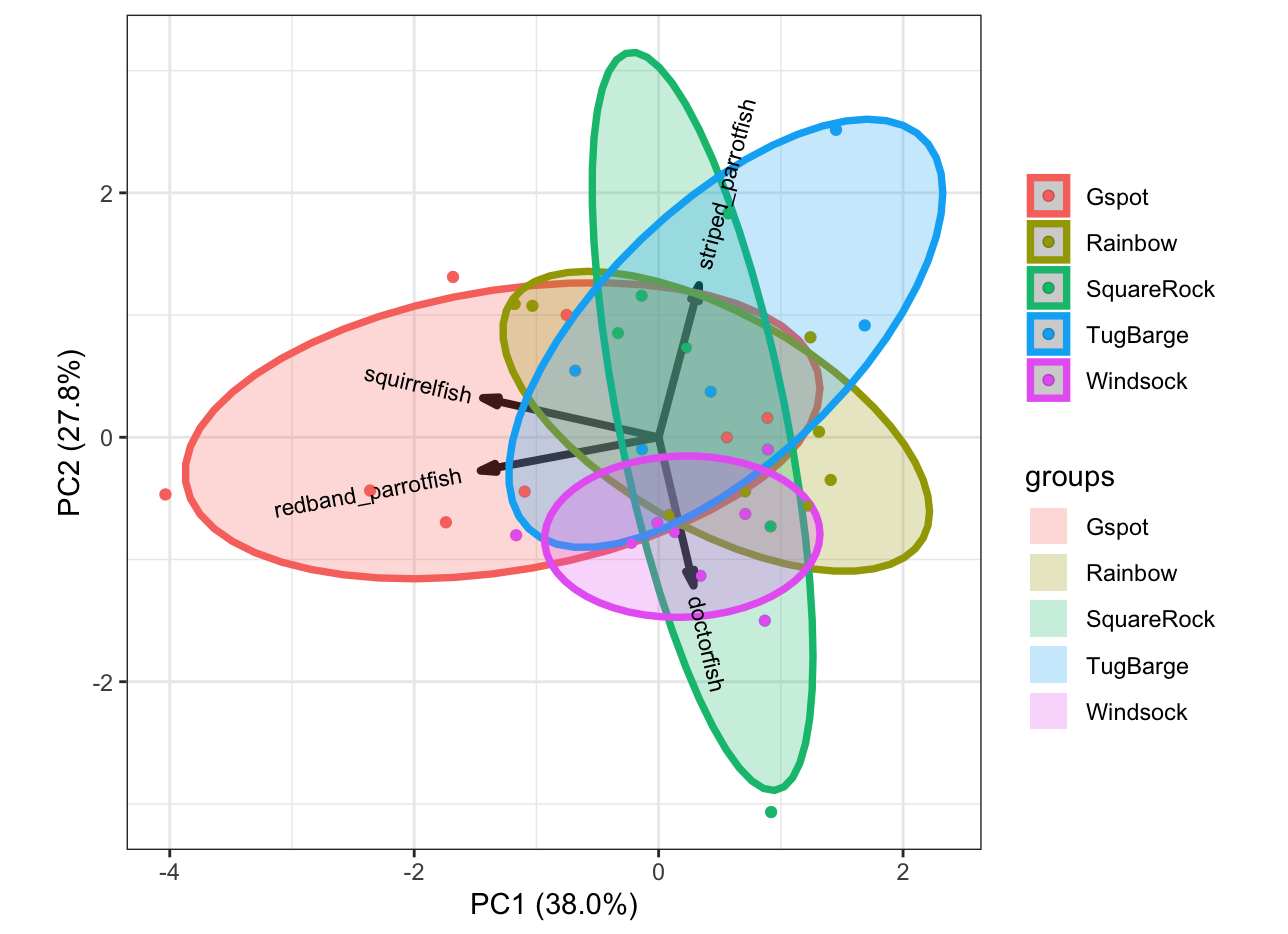 PC2 (27.8%)
2
0
-2
-4
-2
0
2
PC1 (38.0%)
striped_parrotfish
squirrelfish
redband_parrotfish
doctorfish
Gspot
Rainbow
SquareRock
TugBarge
Windsock
groups
Gspot
Rainbow
SquareRock
TugBarge
Windsock